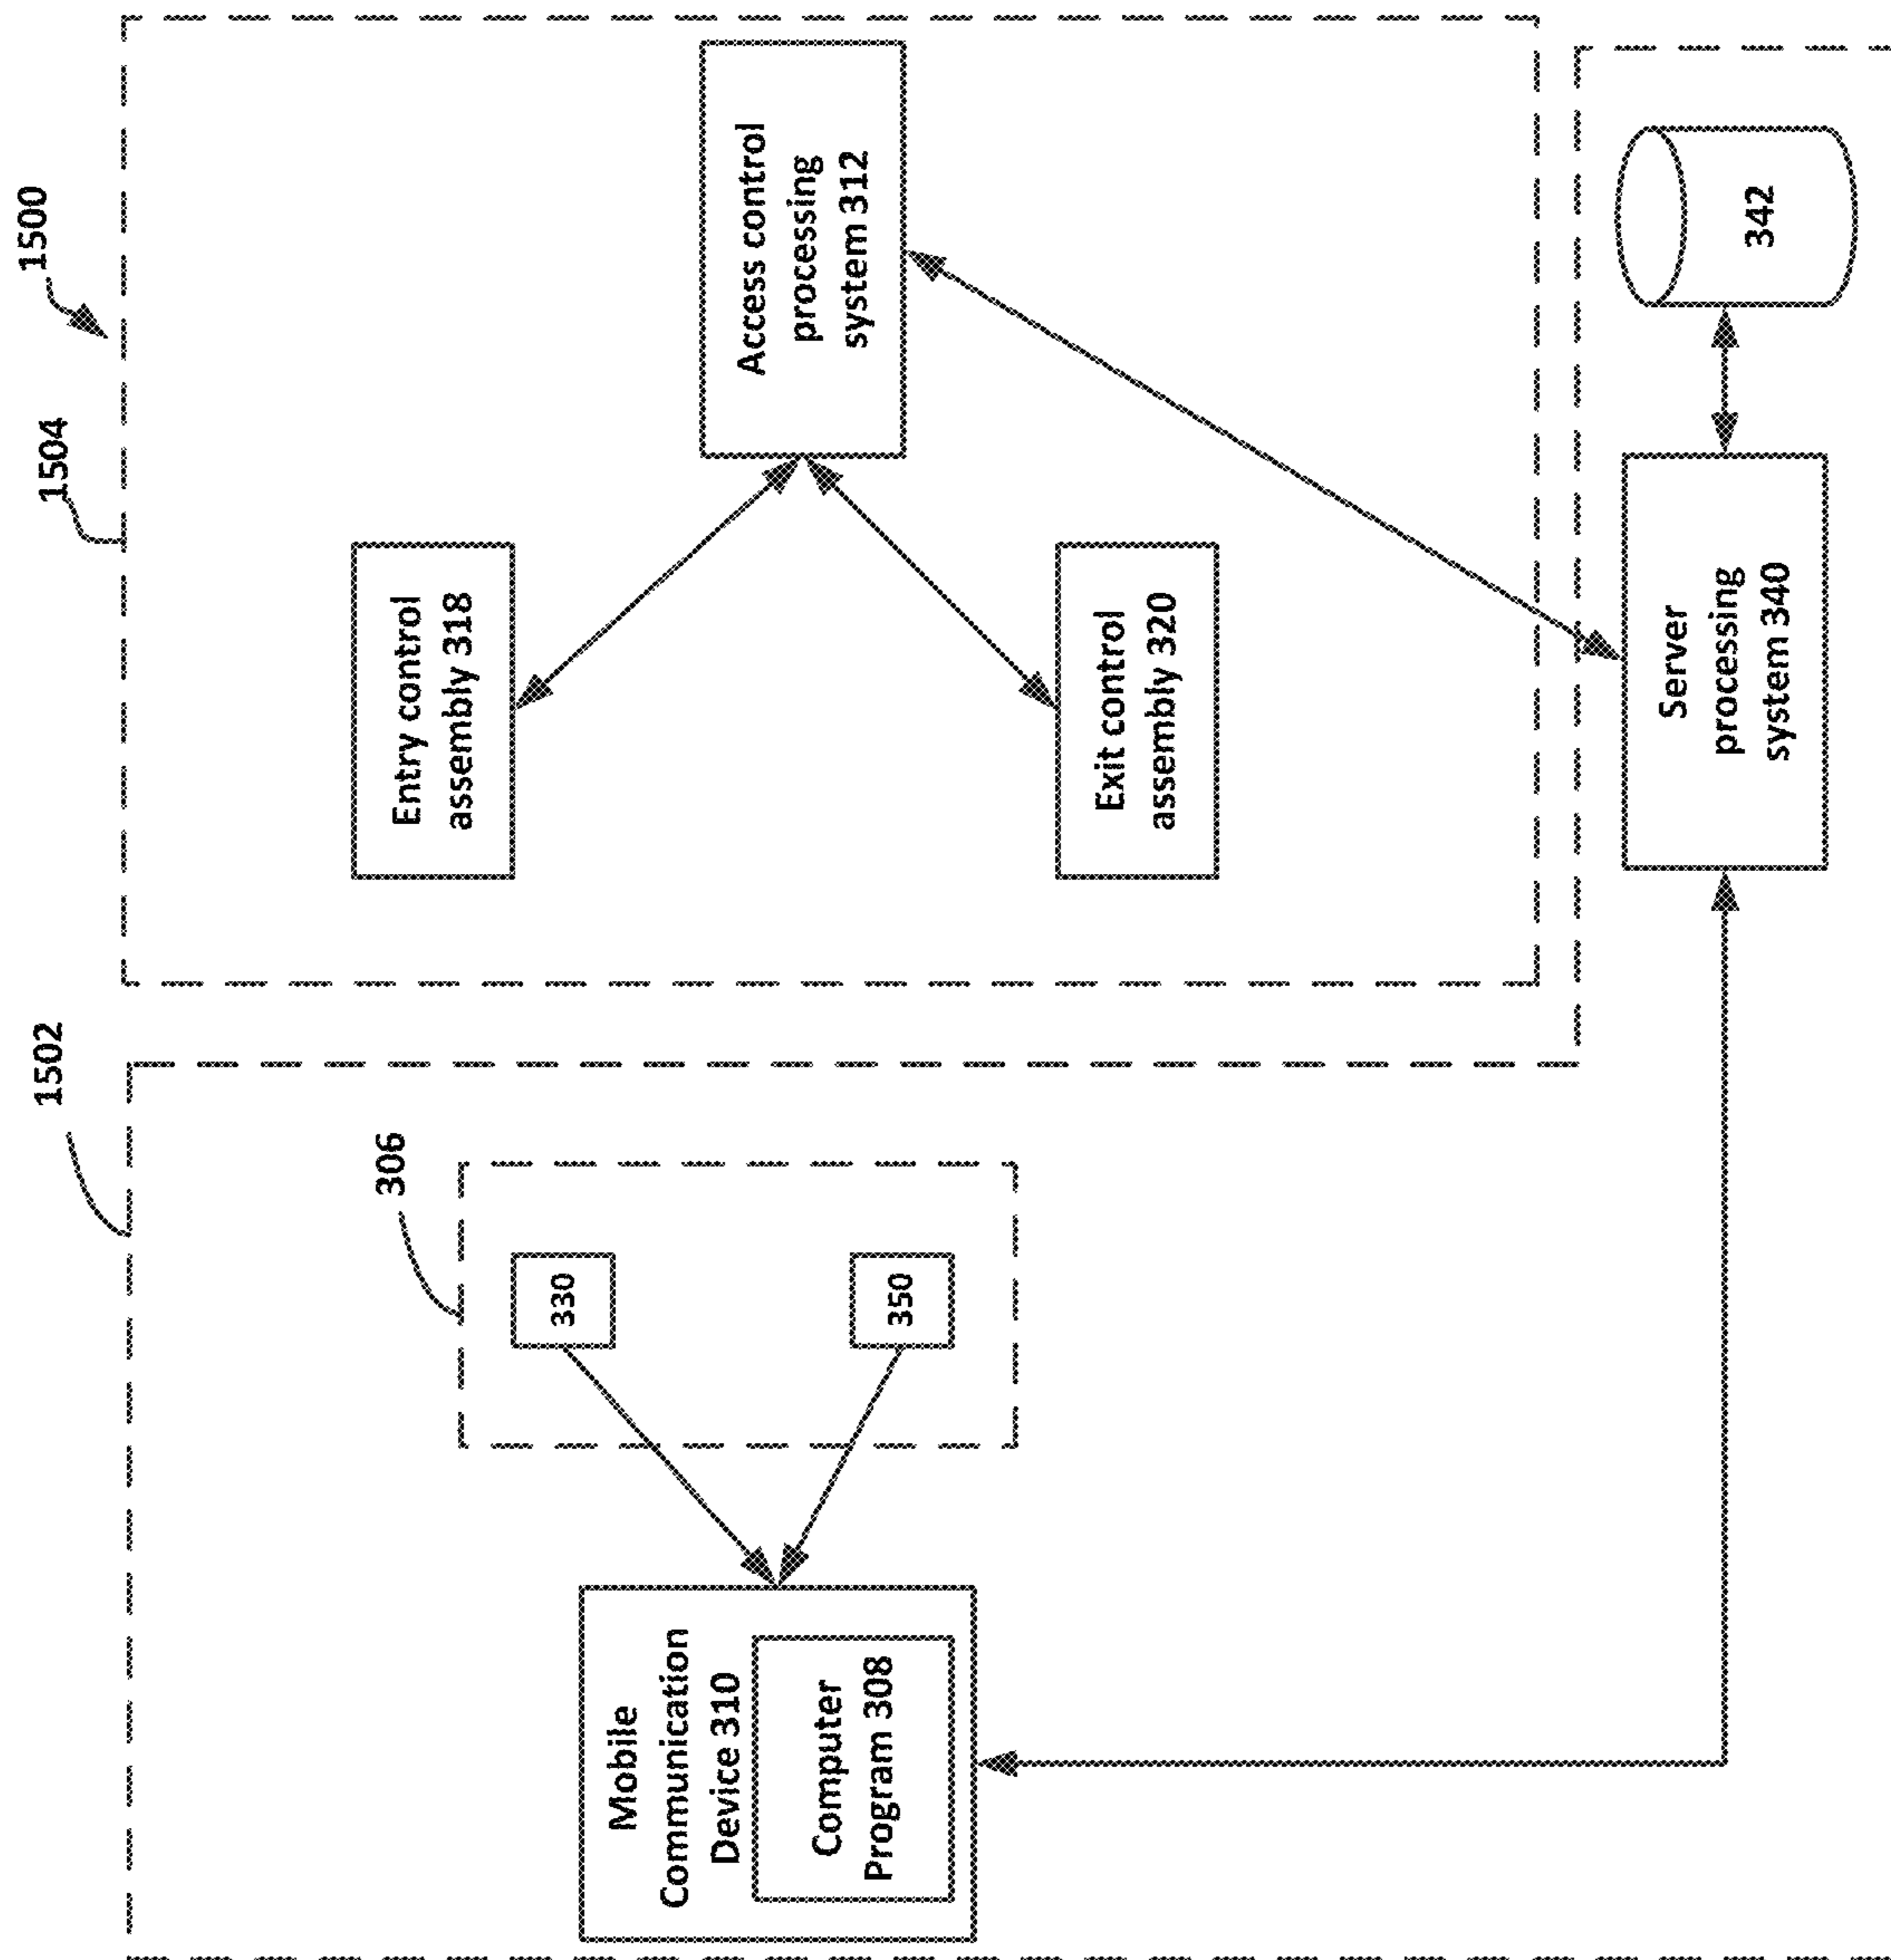 1500
1504
1502
Entry control
assembly 318
Access control
processing
system 312
Exit control
assembly 320
306
330
350
Mobile
Communication
Device 310
Computer
Program 308
Server
processing
system 340
342